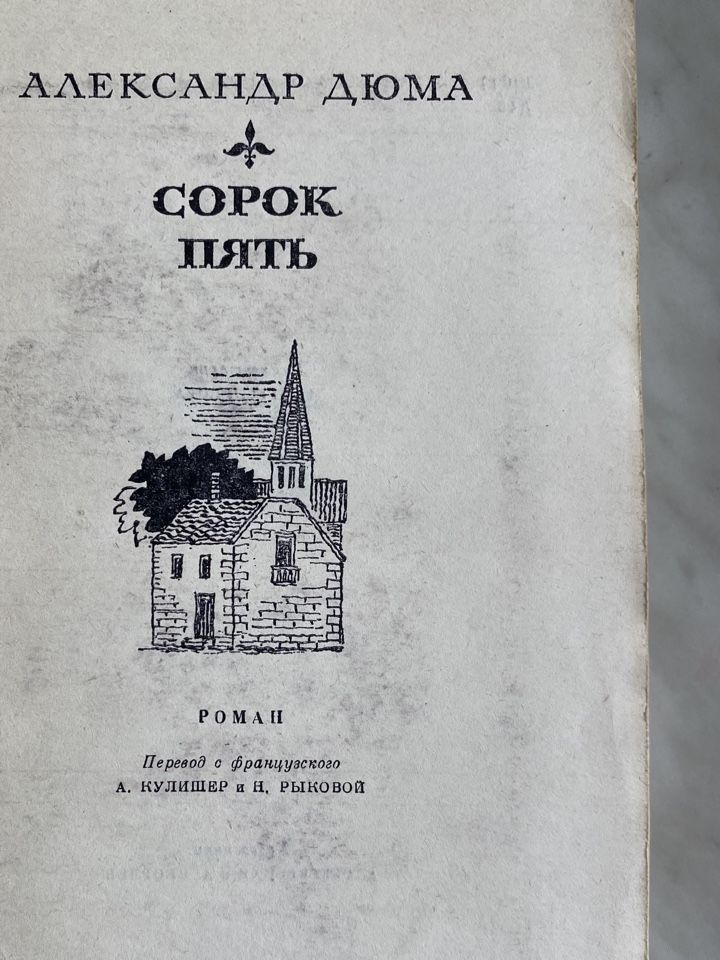 АЛЕКСАНДР ДЮМА
СОРОК
ПЯТЬ
РОМАН
Перевод с французского
А. КУЛИШЕР и Н. РЫКОВОЙ